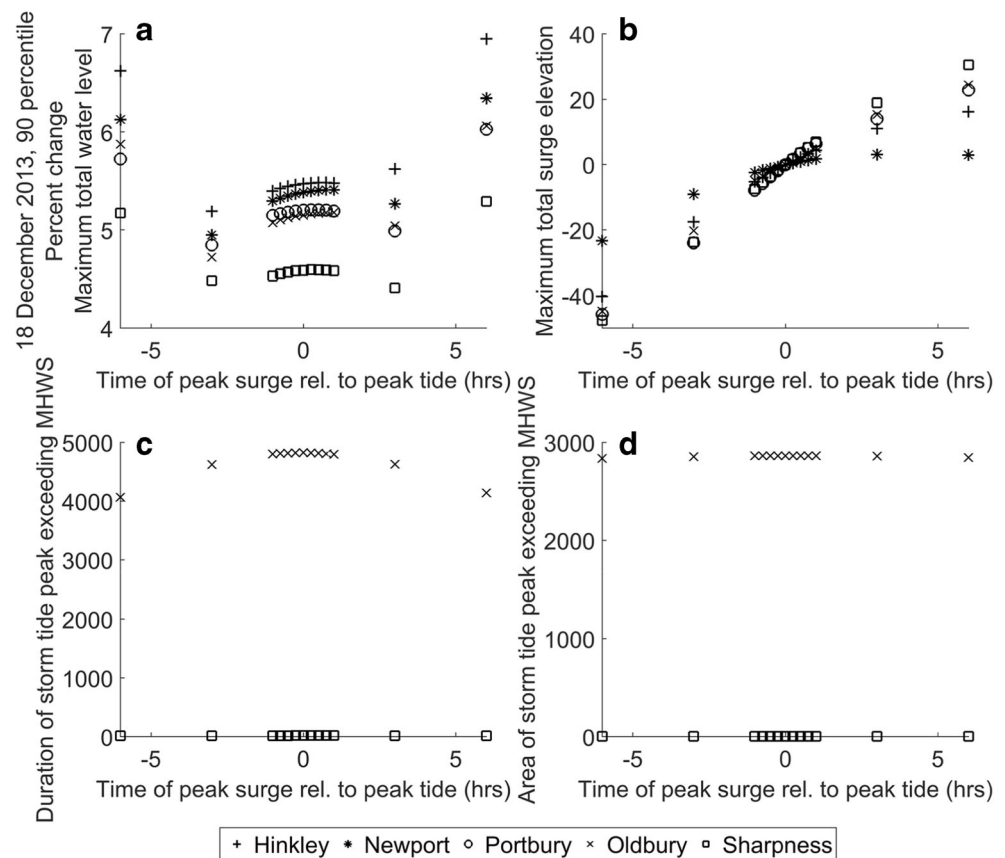 18 December 2013, 90 percentile
Percent change
Maximum total water level
a
7
6
5
4
-5 0 5
Time of peak surge rel. to peak tide (hrs)
Maximum total surge elevation
b
40
20
0
-20
-40
-5 0 5
Time of peak surge rel. to peak tide (hrs)
Duration of storm tide peak exceeding MHWS
c
5000
4000
3000
2000
1000
0
-5 0 5
Time of peak surge rel. to peak tide (hrs)
Area of storm tide peak exceeding MHWS
d
3000
2000
1000
0
-5 0 5
Time of peak surge rel. to peak tide (hrs)
Hinkley Newport Portbury Oldbury Sharpness